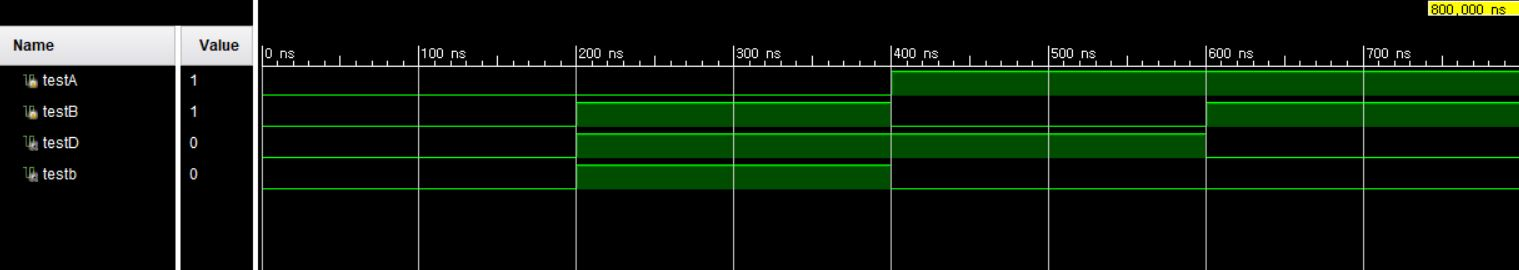 800,000 ns
Name Value
0 ns 100 ns 200 ns 300 ns 400 ns 500 ns 600 ns 700 ns
testA 1
testB 1
testD 0
testb 0